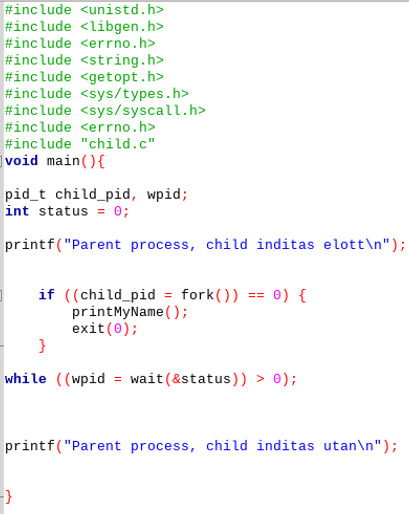 #include <unistd.h>
#include <libgen.h>
#include <errno.h>
#include <string.h>
#include <getopt.h>
#include <sys/types.h>
#include <sys/syscall.h>
#include <errno.h>
#include "child.c"
void main(){
pid_t child_pid, wpid;
int status = 0;
printf("Parent process, child inditas elott\n");
if ((child_pid = fork()) == 0) {
printMyName();
exit(0);
}
while ((wpid = wait(&status)) > 0);
printf("Parent process, child inditas utan\n");
}